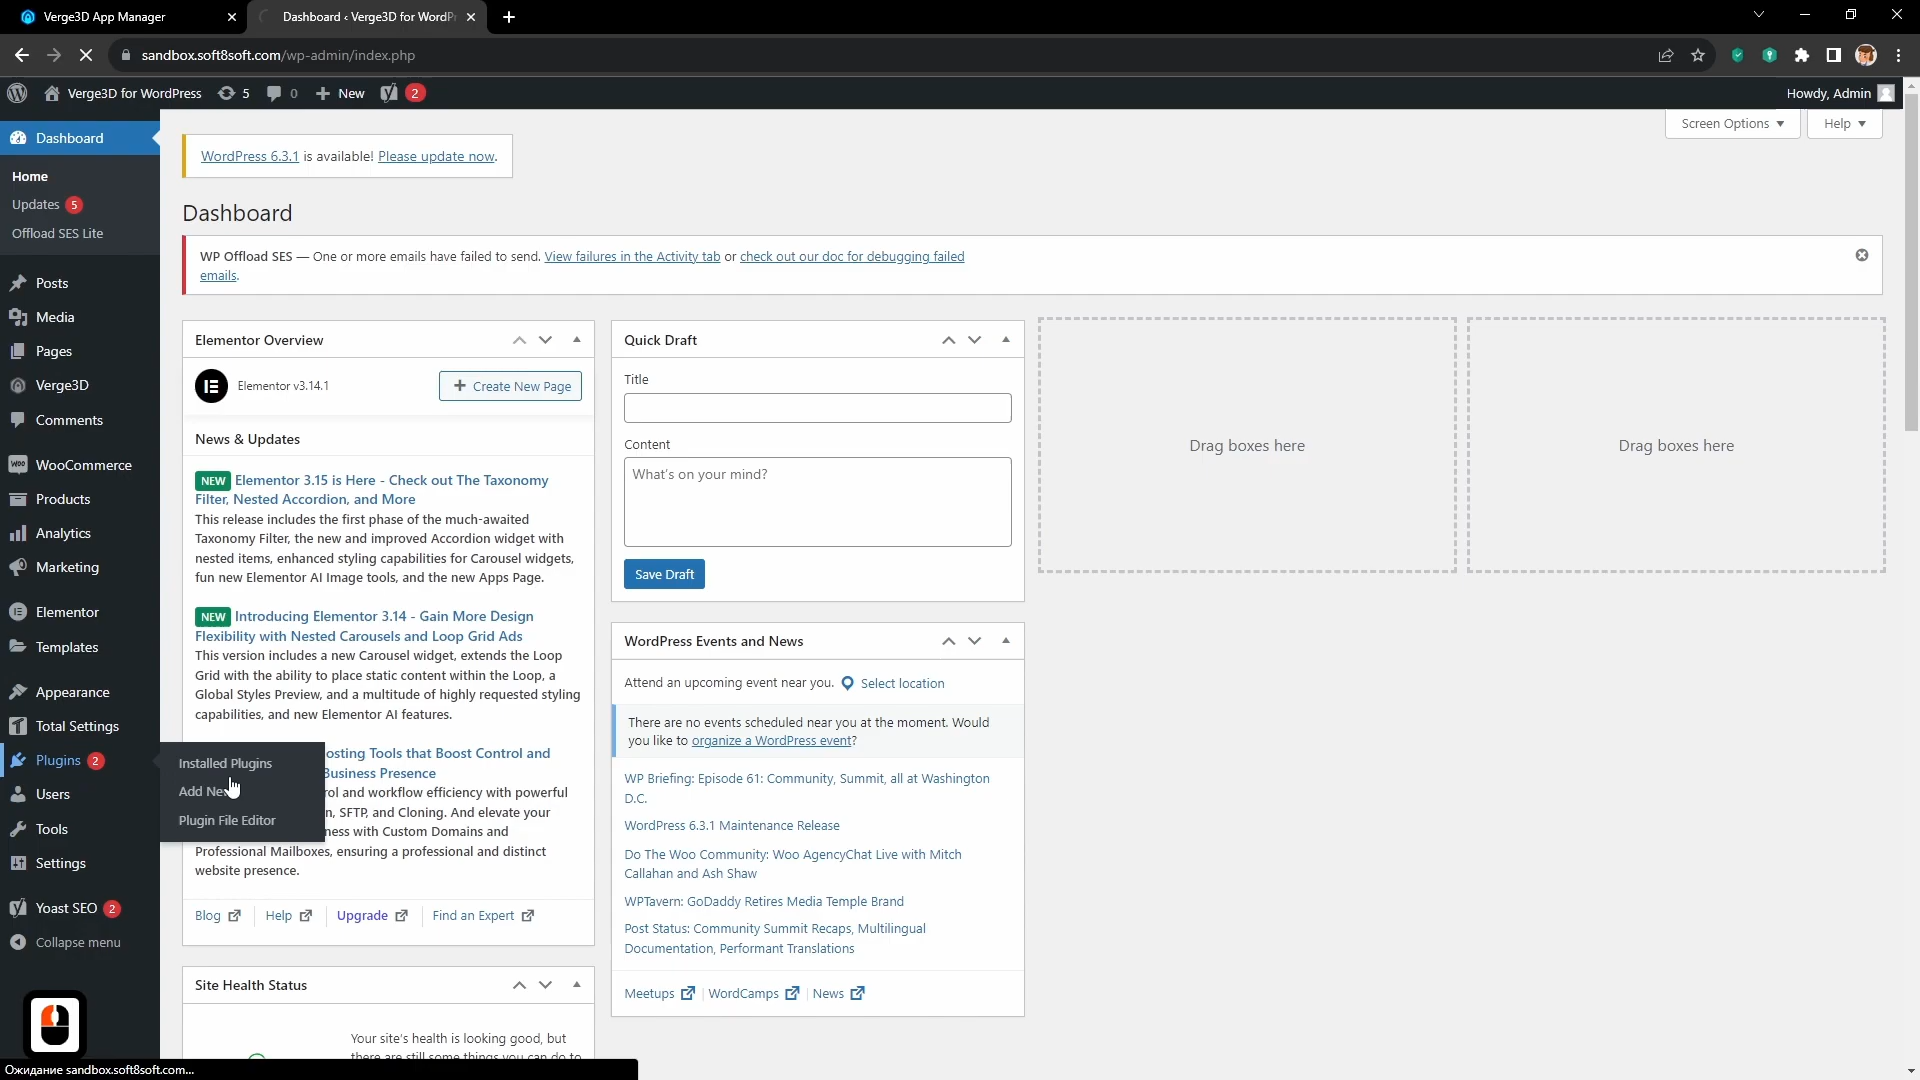 Verge3D App Manager
Dashboard ‹ Verge3D for WordPr
sandbox.soft8soft.com/wp-admin/index.php
Verge3D for WordPress
5
0
New
2
Howdy, Admin
Dashboard
Home
Updates 5
Offload SES Lite
Posts
Media
Pages
Verge3D
Comments
WooCommerce
Products
Analytics
Marketing
Elementor
Templates
Appearance
Total Settings
Plugins 2
Users
Tools
Settings
Yoast SEO 2
Collapse menu
Installed Plugins
Add
Plugin File Editor
Screen Options
Help
WordPress 6.3.1 is available! Please update now.
Dashboard
WP Offload SES — One or more emails have failed to send. View failures in the Activity tab or check out our doc for debugging failed
emails.
Elementor Overview
Elementor v3.14.1
Create New Page
News & Updates
NEW Elementor 3.15 is Here - Check out The Taxonomy
Filter, Nested Accordion, and More
This release includes the first phase of the much-awaited
Taxonomy Filter, the new and improved Accordion widget with
nested items, enhanced styling capabilities for Carousel widgets,
fun new Elementor AI Image tools, and the new Apps Page.
NEW Introducing Elementor 3.14 - Gain More Design
Flexibility with Nested Carousels and Loop Grid Ads
This version includes a new Carousel widget, extends the Loop
Grid with the ability to place static content within the Loop, a
Global Styles Preview, and a multitude of highly requested styling
capabilities, and new Elementor AI features.
osting Tools that Boost Control and
Business Presence
rol and workflow efficiency with powerful
n, SFTP, and Cloning. And elevate your
ness with Custom Domains and
Professional Mailboxes, ensuring a professional and distinct
website presence.
Blog
Help
Upgrade
Find an Expert
Site Health Status
Your site's health is looking good, but
there are still some things you can do to
Quick Draft
Title
Content
What's on your mind?
Save Draft
WordPress Events and News
Attend an upcoming event near you. Select location
There are no events scheduled near you at the moment. Would
you like to organize a WordPress event?
WP Briefing: Episode 61: Community, Summit, all at Washington
D.C.
WordPress 6.3.1 Maintenance Release
Do The Woo Community: Woo AgencyChat Live with Mitch
Callahan and Ash Shaw
WPTavern: GoDaddy Retires Media Temple Brand
Post Status: Community Summit Recaps, Multilingual
Documentation, Performant Translations
Meetups
WordCamps
News
Drag boxes here
Drag boxes here
Ожидание sandbox.soft8soft.com...